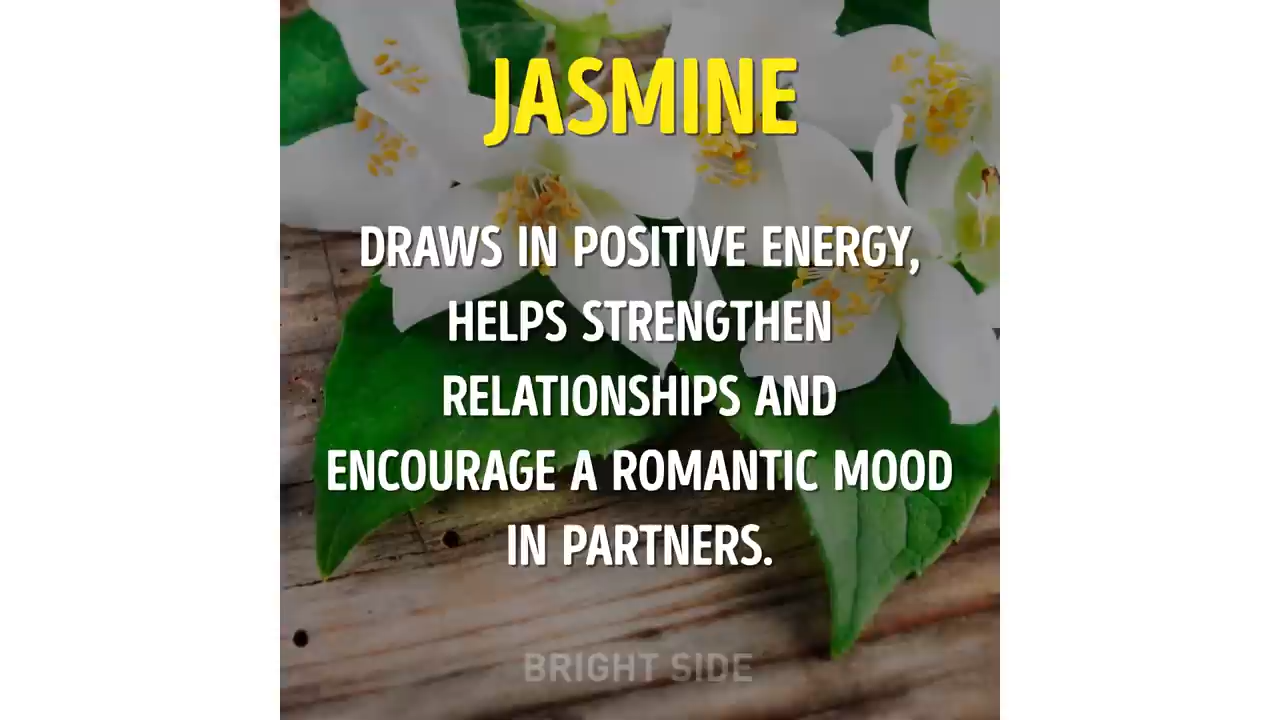 JASMINE
DRAWS IN POSITIVE ENERGY,
HELPS STRENGTHEN
RELATIONSHIPS AND
ENCOURAGE A ROMANTIC MOOD
IN PARTNERS.
BRIGHT SIDE